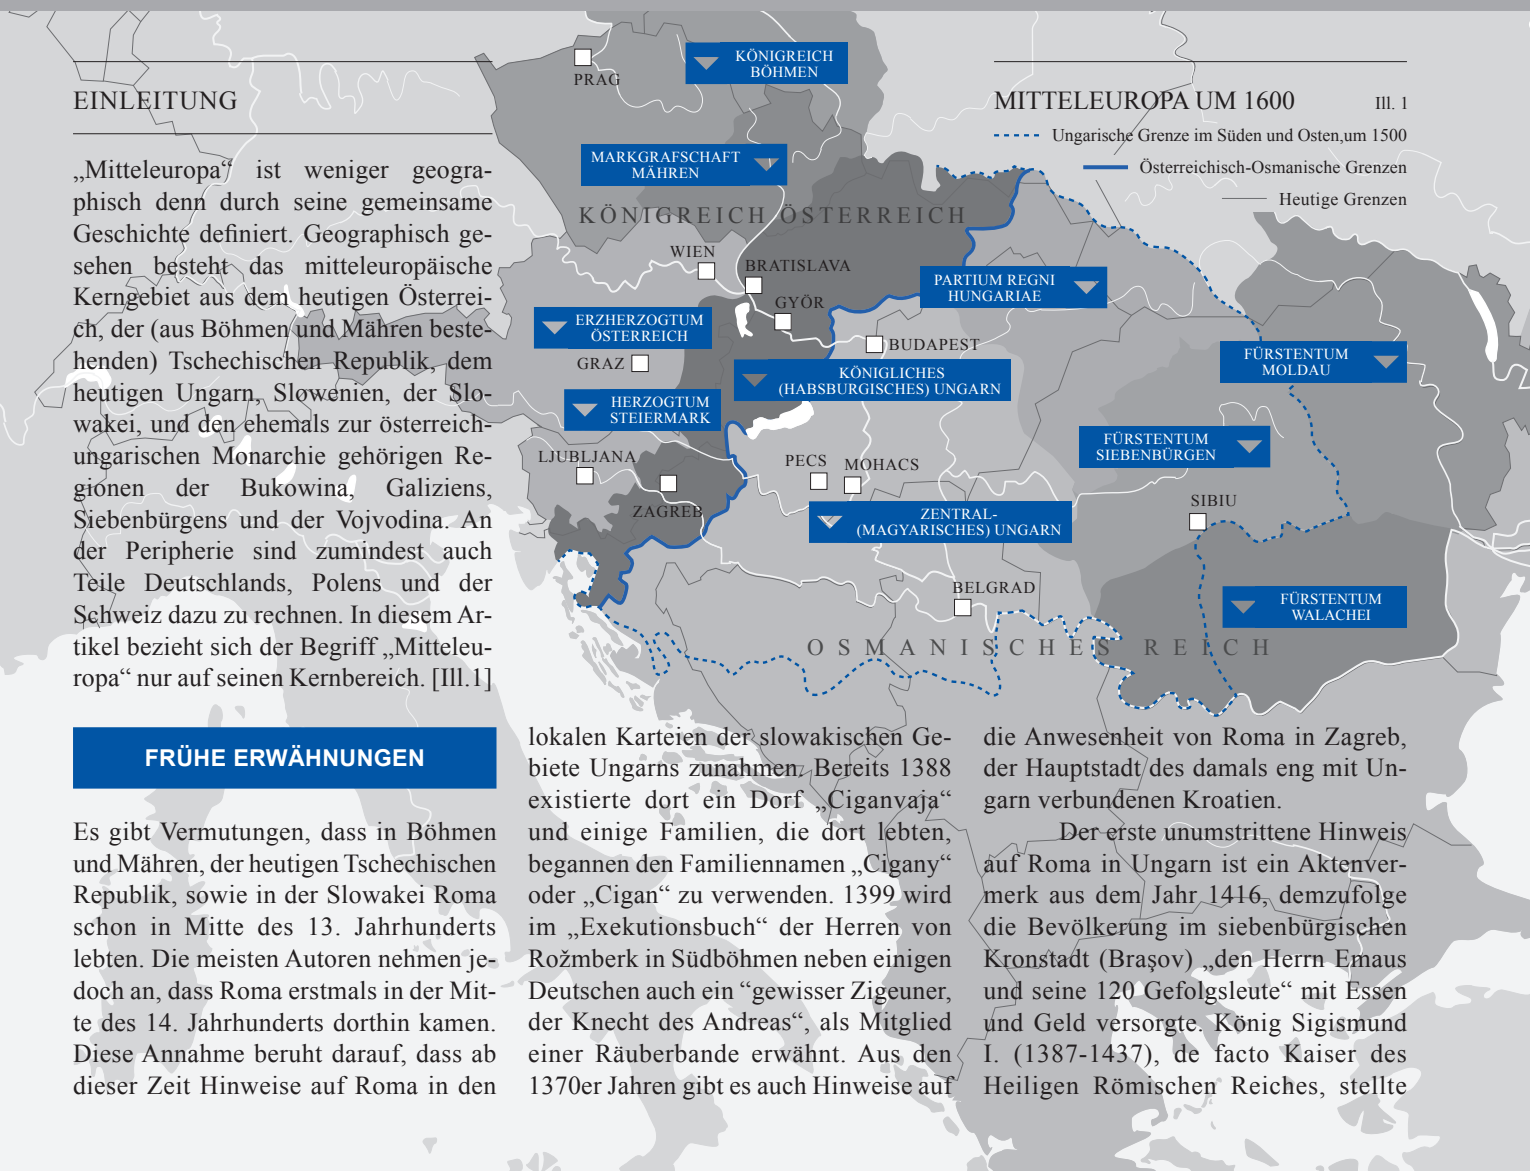 EINLEITUNG
„Mitteleuropa“ ist weniger geogra-
phisch denn durch seine gemeinsame
Geschichte definiert. Geographisch ge-
sehen besteht das mitteleuropäische
Kerngebiet aus dem heutigen Österrei-
ch, der (aus Böhmen und Mähren beste-
henden) Tschechischen Republik, dem
heutigen Ungarn, Slowenien, der Slo-
wakei, und den ehemals zur österreich-
ungarischen Monarchie gehörigen Re-
gionen der Bukowina, Galiziens,
Siebenbürgens und der Vojvodina. An
der Peripherie sind zumindest auch
Teile Deutschlands, Polens und der
Schweiz dazu zu rechnen. In diesem Ar-
tikel bezieht sich der Begriff „Mitteleu-
ropa“ nur auf seinen Kernbereich. [Ill.1]
MITTELEUROPA UM 1600 Ill. 1
Ungarische Grenze im Süden und Osten,um 1500
Österreichisch-Osmanische Grenzen
Heutige Grenzen
PRAG
KÖNIGREICH
BÖHMEN
MARKGRAFSCHAFT
MÄHREN
KÖNIGREICH ÖSTERREICH
WIEN
BRATISLAVA
GYÖR
PARTIUM REGNI
HUNGARIAE
ERZHERZOGTUM
ÖSTERREICH
GRAZ
BUDAPEST
KÖNIGLICHES
(HABSBURGISCHES) UNGARN
FÜRSTENTUM
MOLDAU
HERZOGTUM
STEIERMARK
FÜRSTENTUM
SIEBENBÜRGEN
LJUBLJANA
ZAGREB
PECS
MOHACS
SIBIU
ZENTRAL-
(MAGYARISCHES) UNGARN
BELGRAD
FÜRSTENTUM
WALACHEI
OSMANISCHES REICH
FRÜHE ERWÄHNUNGEN
Es gibt Vermutungen, dass in Böhmen
und Mähren, der heutigen Tschechischen
Republik, sowie in der Slowakei Roma
schon in Mitte des 13. Jahrhunderts
lebten. Die meisten Autoren nehmen je-
doch an, dass Roma erstmals in der Mit-
te des 14. Jahrhunderts dorthin kamen.
Diese Annahme beruht darauf, dass ab
dieser Zeit Hinweise auf Roma in den
lokalen Karteien der slowakischen Ge-
biete Ungarns zunahmen. Bereits 1388
existierte dort ein Dorf „Ciganvaja“
und einige Familien, die dort lebten,
begannen den Familiennamen „Cigany“
oder „Cigan“ zu verwenden. 1399 wird
im „Exekutionsbuch“ der Herren von
Rožmberk in Südböhmen neben einigen
Deutschen auch ein “gewisser Zigeuner,
der Knecht des Andreas“, als Mitglied
einer Räuberbande erwähnt. Aus den
1370er Jahren gibt es auch Hinweise auf
die Anwesenheit von Roma in Zagreb,
der Hauptstadt des damals eng mit Un-
garn verbundenen Kroatien.
Der erste unumstrittene Hinweis
auf Roma in Ungarn ist ein Aktenver-
merk aus dem Jahr 1416, demzufolge
die Bevölkerung im siebenbürgischen
Kronstadt (Braşov) „den Herrn Emaus
und seine 120 Gefolgsleute“ mit Essen
und Geld versorgte. König Sigismund
I. (1387-1437), de facto Kaiser des
Heiligen Römischen Reiches, stellte